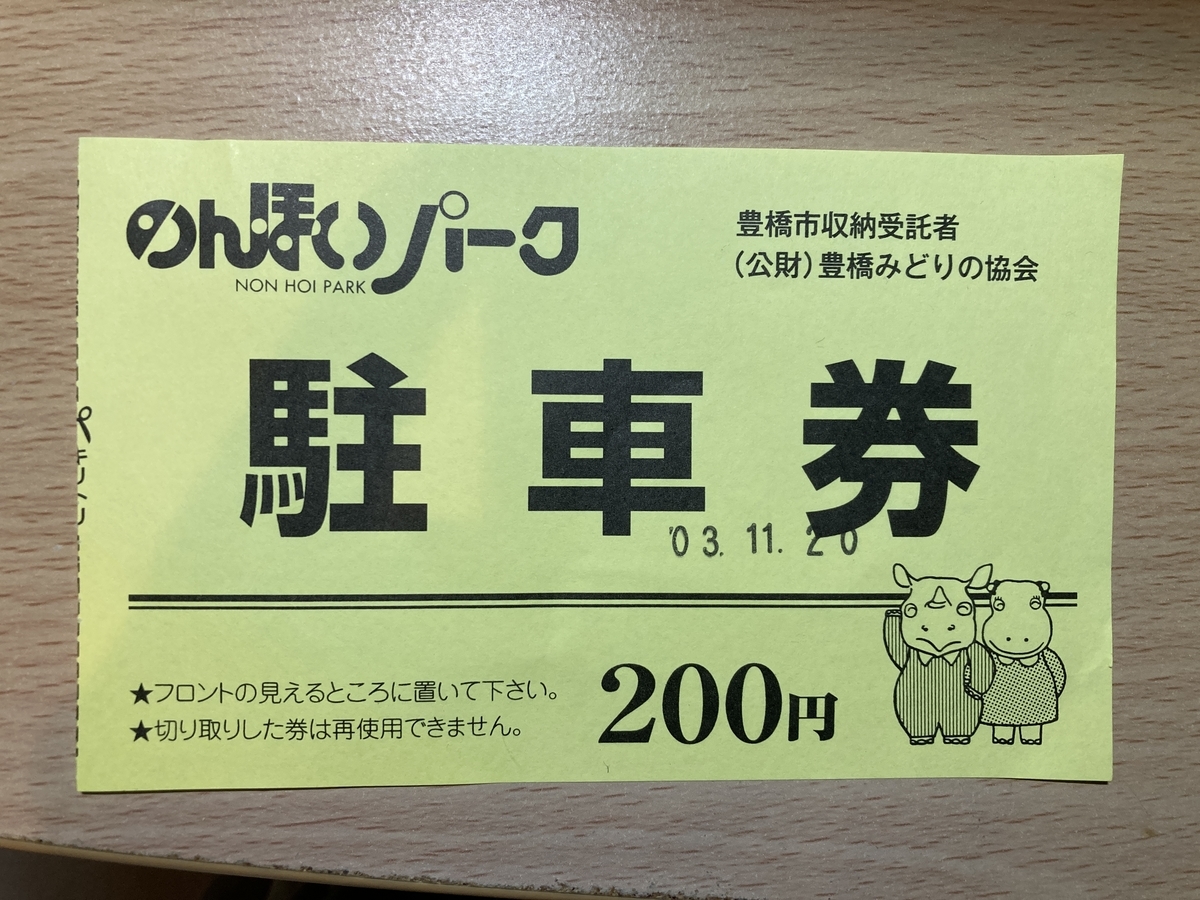 のんほいパーク
NON HOI PARK
豊橋市収納受託者
（公財）豊橋みどりの協会
駐車券
'03.11.20
★フロントの見えるところに置いて下さい。
★切り取りした券は再使用できません。
200円